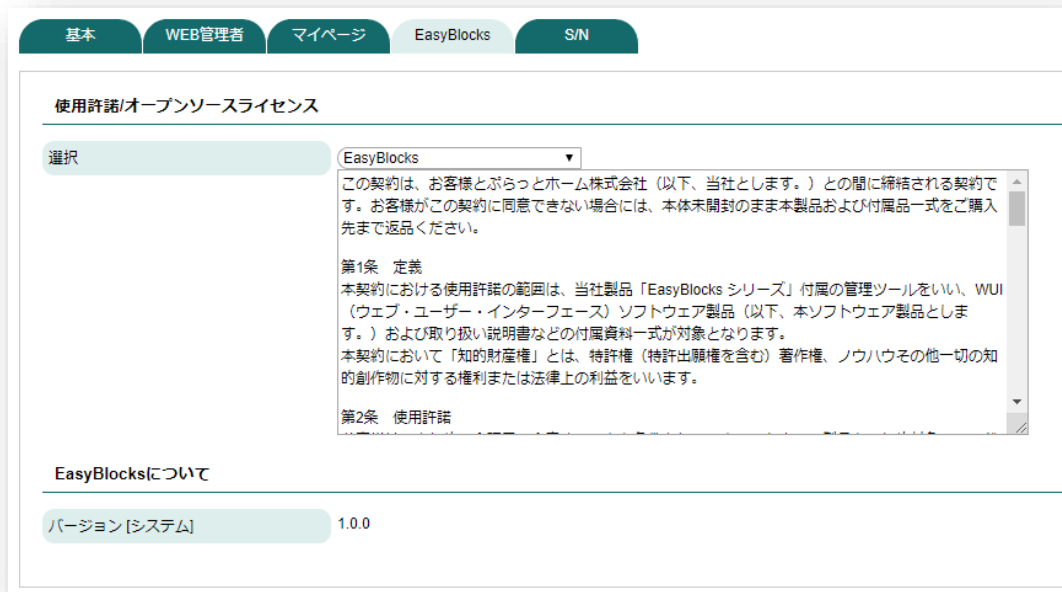 基本 WEB管理者 マイページ EasyBlocks S/N
使用許諾/オープンソースライセンス
選択 EasyBlocks
この契約は、お客様とぷらっとホーム株式会社（以下、当社とします。）との間に締結される契約で
す。お客様がこの契約に同意できない場合には、本体未開封のまま本製品および付属品一式をご購入
先まで返品ください。
第1条　定義
本契約における使用許諾の範囲は、当社製品「EasyBlocks シリーズ」付属の管理ツールをいい、WUI
（ウェブ・ユーザー・インターフェース）ソフトウェア製品（以下、本ソフトウェア製品としま
す。）および取り扱い説明書などの付属資料一式が対象となります。
本契約において「知的財産権」とは、特許権（特許出願権を含む）著作権、ノウハウその他一切の知
的創作物に対する権利または法律上の利益をいいます。
第2条　使用許諾
EasyBlocksについて
バージョン [システム] 1.0.0